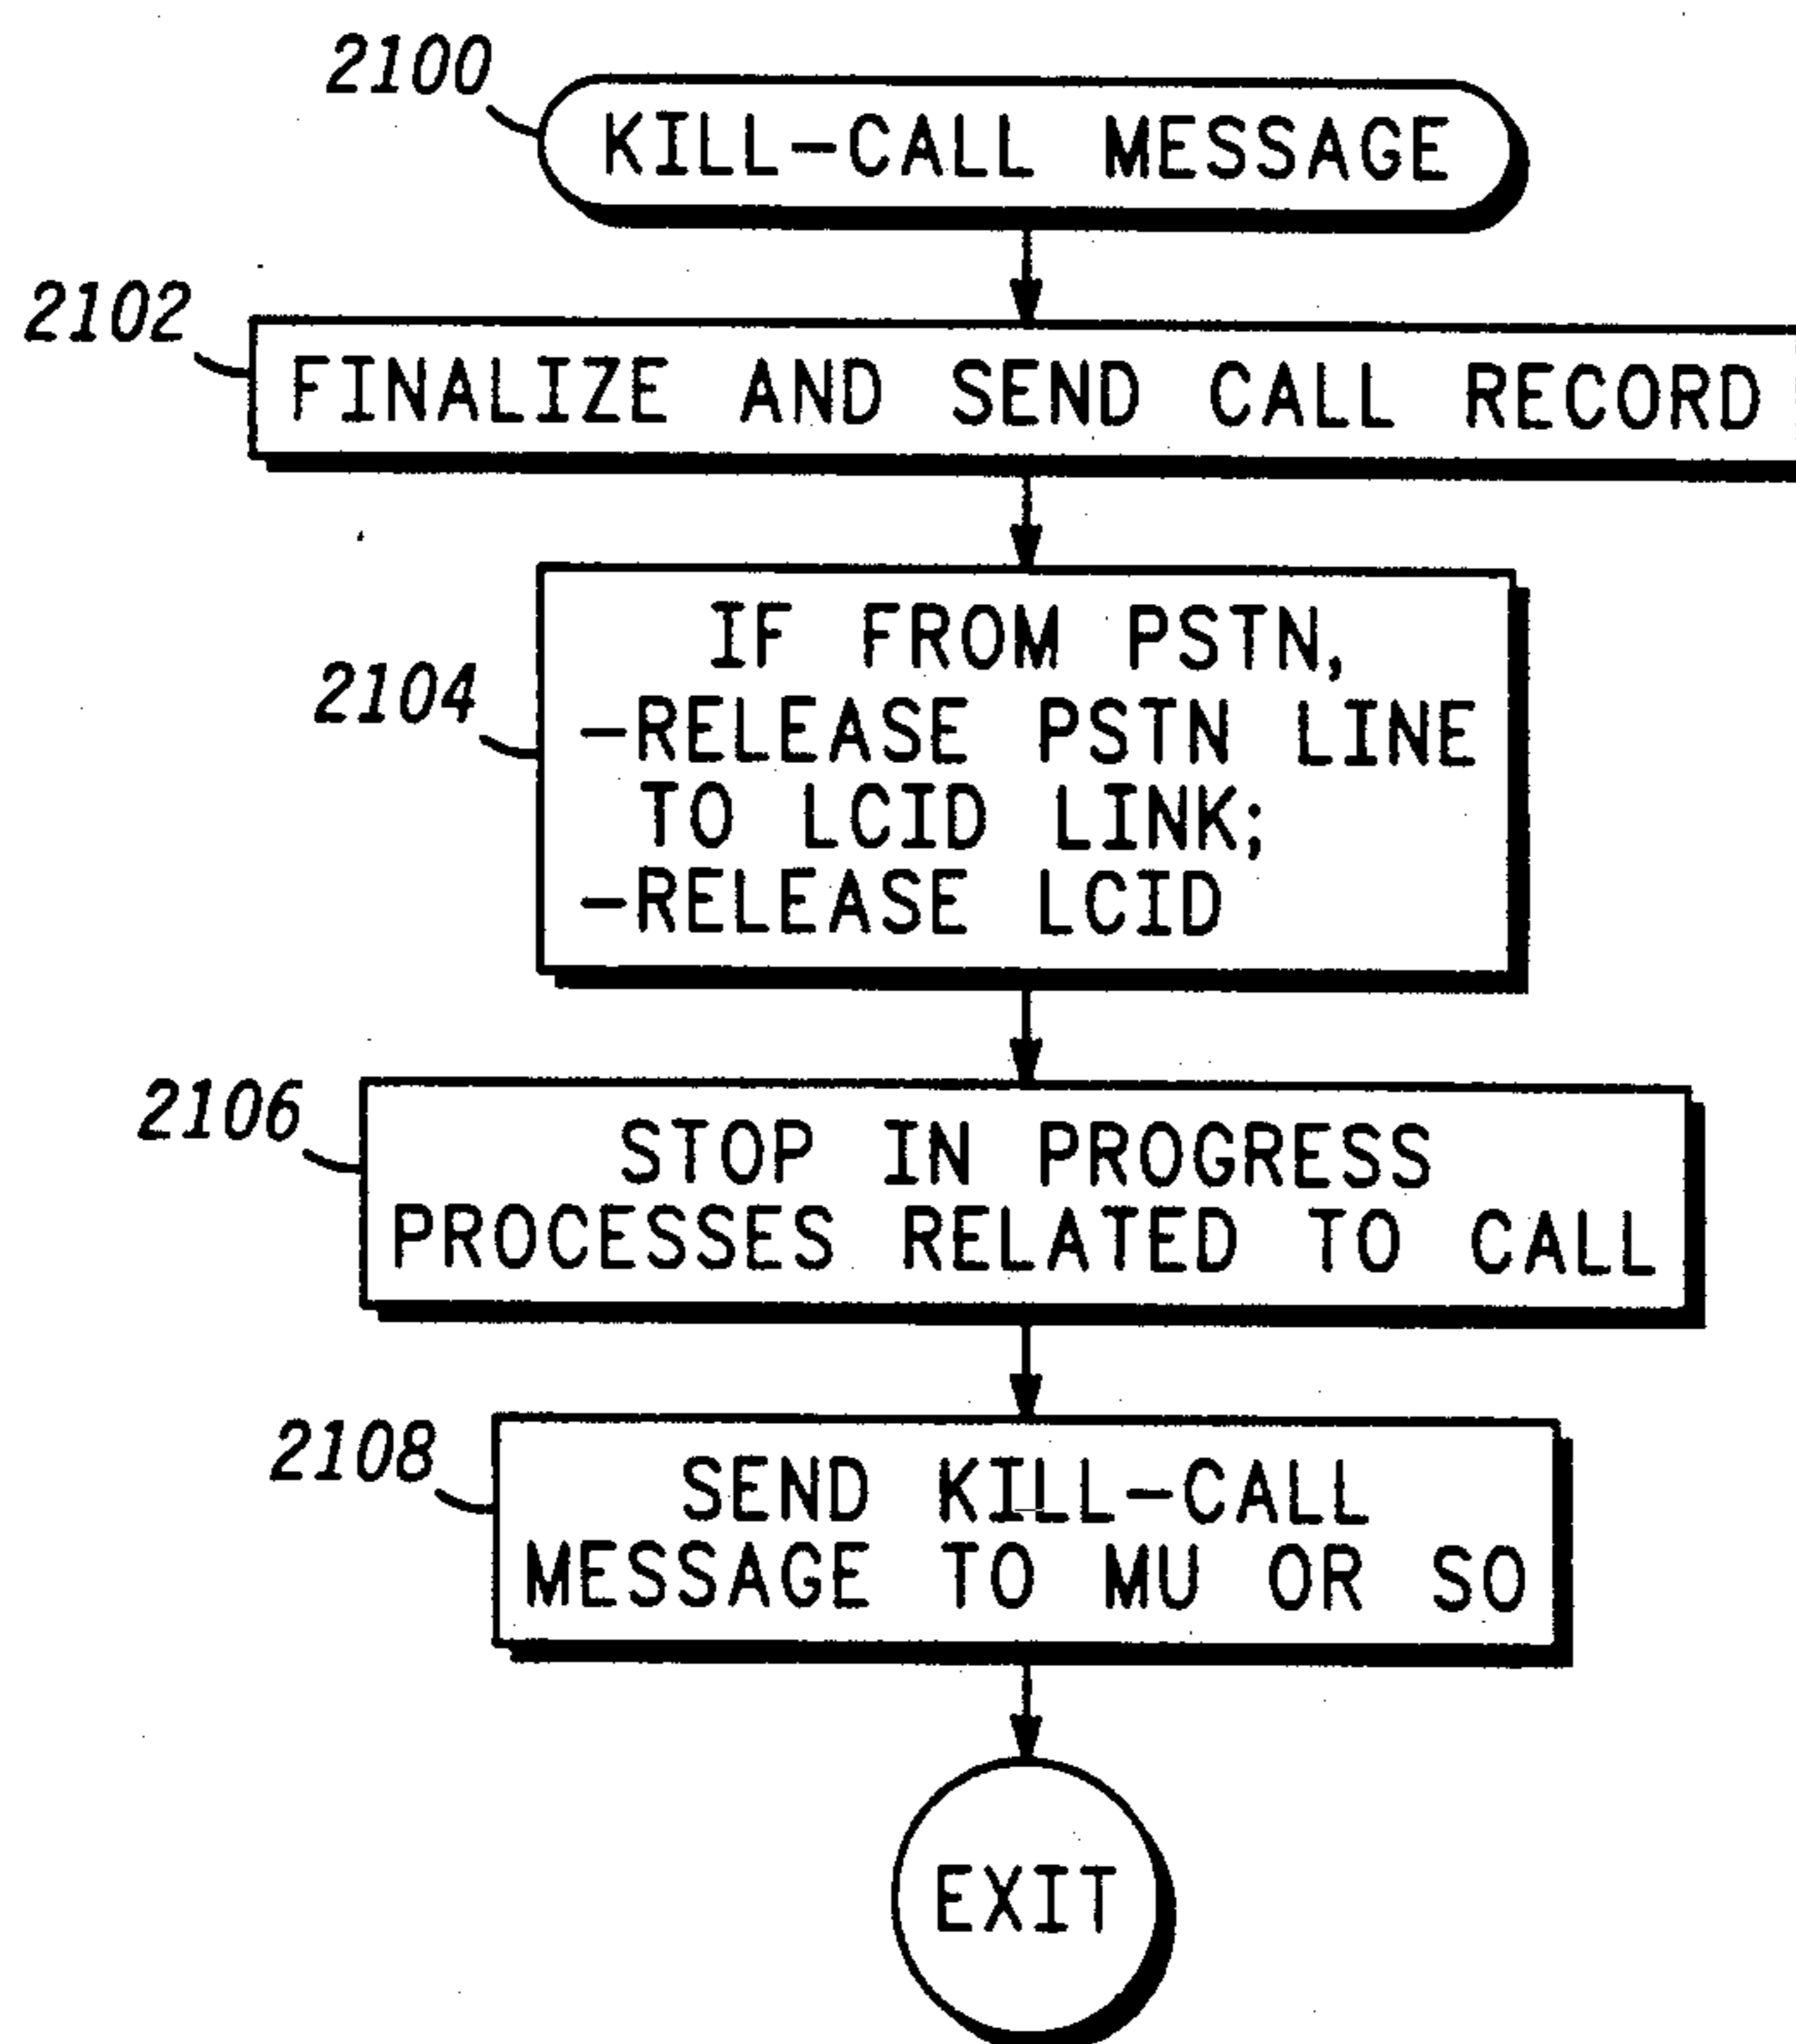 2100
KILL-CALL MESSAGE
2102
FINALIZE AND SEND CALL RECORD
2104
IF FROM PSTN,
-RELEASE PSTN LINE
TO LCID LINK;
-RELEASE LCID
2106
STOP IN PROGRESS
PROCESSES RELATED TO CALL
2108
SEND KILL-CALL
MESSAGE TO MU OR SO
EXIT